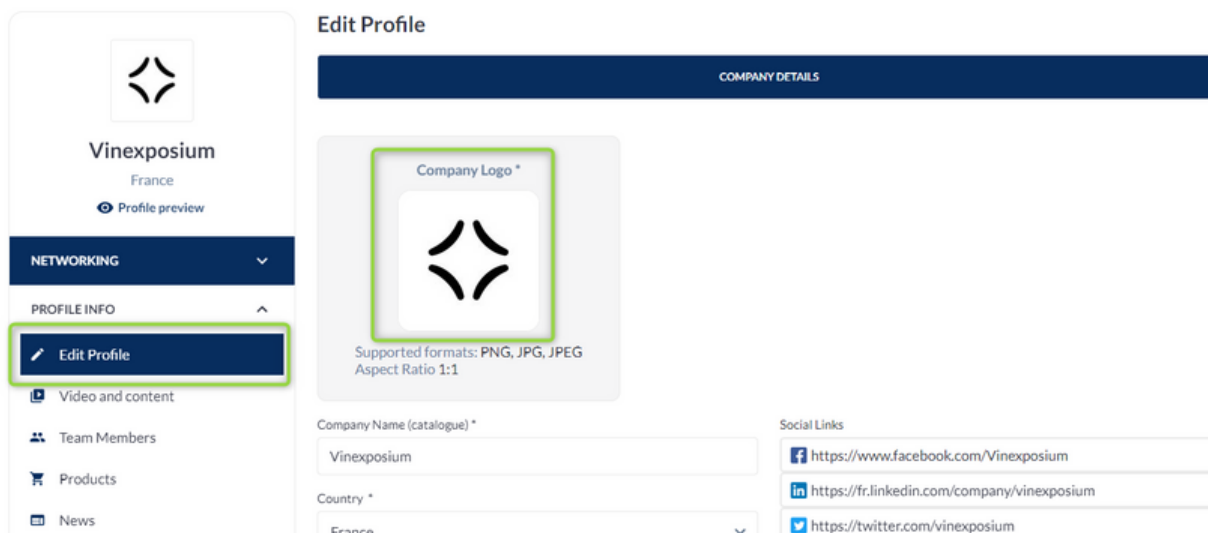 Edit Profile
COMPANY DETAILS
Vinexposium
France
Profile preview
NETWORKING
PROFILE INFO
Edit Profile
Video and content
Team Members
Products
News
Company Logo *
Supported formats: PNG, JPG, JPEG
Aspect Ratio 1:1
Company Name (catalogue) *
Vinexposium
Country *
France
Social Links
https://www.facebook.com/Vinexposium
https://fr.linkedin.com/company/vinexposium
https://twitter.com/vinexposium